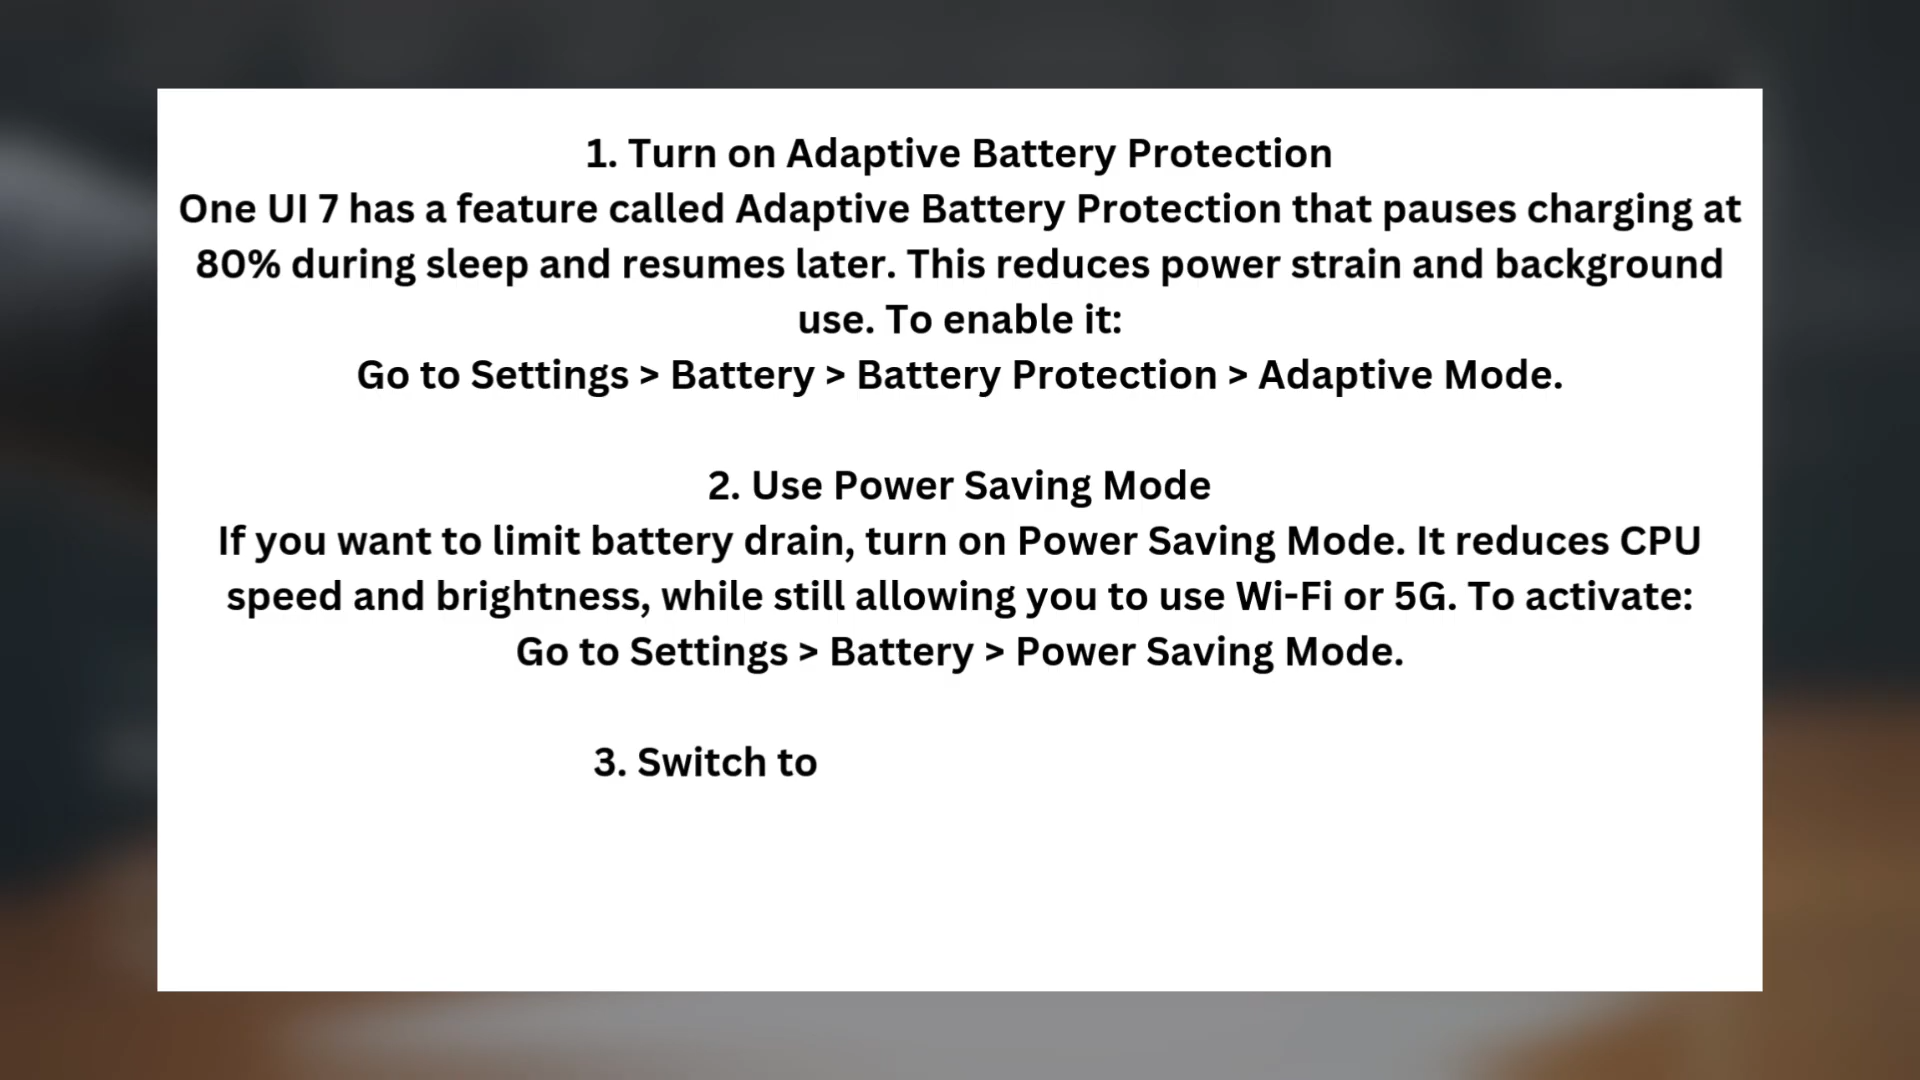 1. Turn on Adaptive Battery Protection
One UI 7 has a feature called Adaptive Battery Protection that pauses charging at
80% during sleep and resumes later. This reduces power strain and background
use. To enable it:
Go to Settings > Battery > Battery Protection > Adaptive Mode.
2. Use Power Saving Mode
If you want to limit battery drain, turn on Power Saving Mode. It reduces CPU
speed and brightness, while still allowing you to use Wi-Fi or 5G. To activate:
Go to Settings > Battery > Power Saving Mode.
3. Switch to